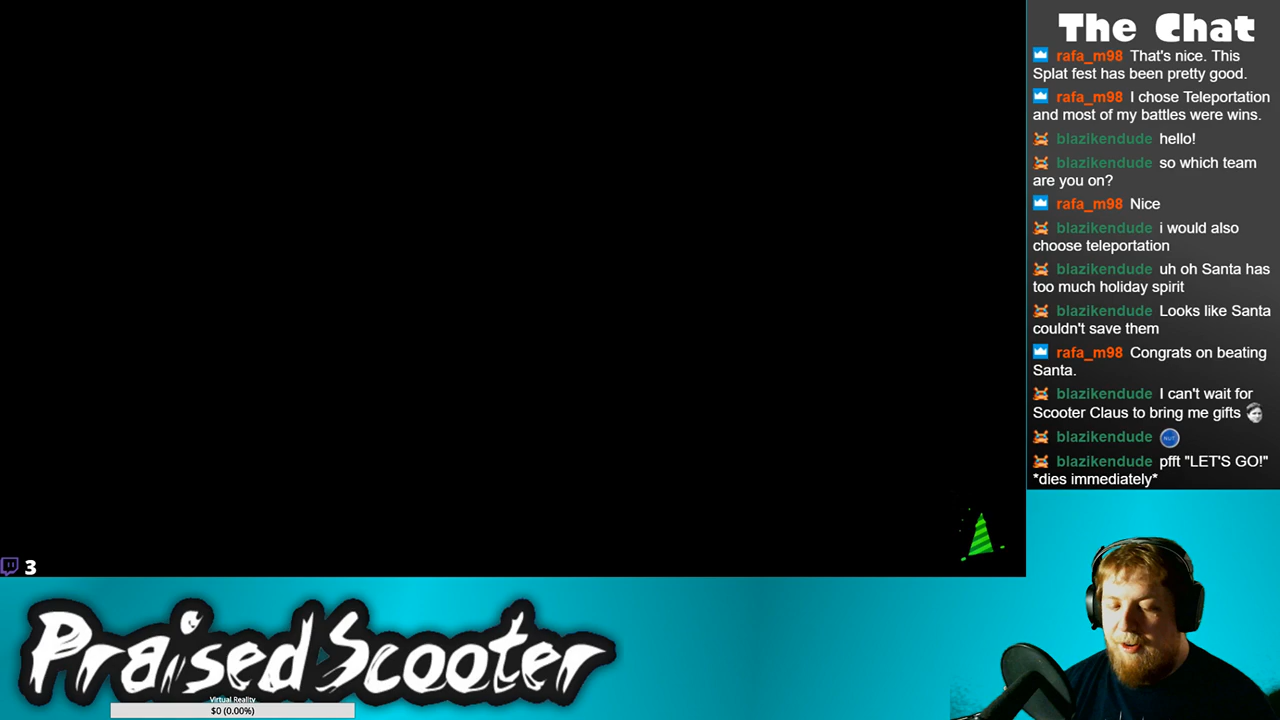 The Chat
rafa_m98 That's nice. This
Splat fest has been pretty good.
rafa_m98 I chose Teleportation
and most of my battles were wins.
blazikendude hello!
blazikendude so which team
are you on?
rafa_m98 Nice
blazikendude i would also
choose teleportation
blazikendude uh oh Santa has
too much holiday spirit
blazikendude Looks like Santa
couldn't save them
rafa_m98 Congrats on beating
Santa.
blazikendude I can't wait for
Scooter Claus to bring me gifts
blazikendude NUT
blazikendude pfft "LET'S GO!"
*dies immediately*
3
PraisedScooter
Virtual Reality
$0 (0.00%)